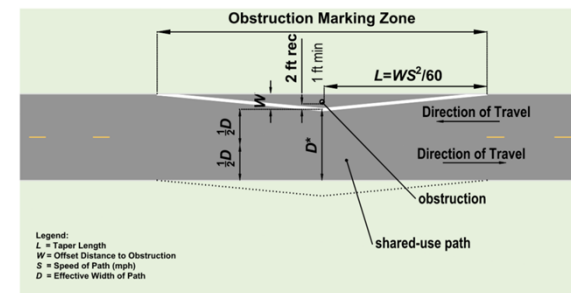 Obstruction Marking Zone
2 ft rec
1 ft min
L=WS²/60
W
Direction of Travel
½D
D*
Direction of Travel
½D
obstruction
shared-use path
Legend:
L = Taper Length
W = Offset Distance to Obstruction
S = Speed of Path (mph)
D = Effective Width of Path